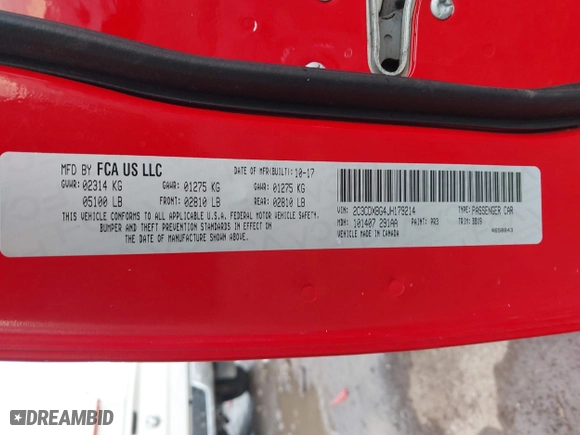 MFD BY FCA US LLC DATE OF MFR(BUILT): 10-17
GVWR: 02314 KG GAWR: 01275 KG GAWR: 01275 KG
05100 LB FRONT: 02810 LB REAR: 02810 LB
THIS VEHICLE CONFORMS TO ALL APPLICABLE U.S.A. FEDERAL MOTOR VEHICLE SAFETY,
BUMPER AND THEFT PREVENTION STANDARDS IN EFFECT ON
THE DATE OF MANUFACTURE SHOWN ABOVE.
VIN: 2C3CDXBG4JH179214 TYPE: PASSENGER CAR
MDH: 101407 291AA PAINT: PR3 TRIM:
VEHICLE MADE IN CANADA
DREAMBID